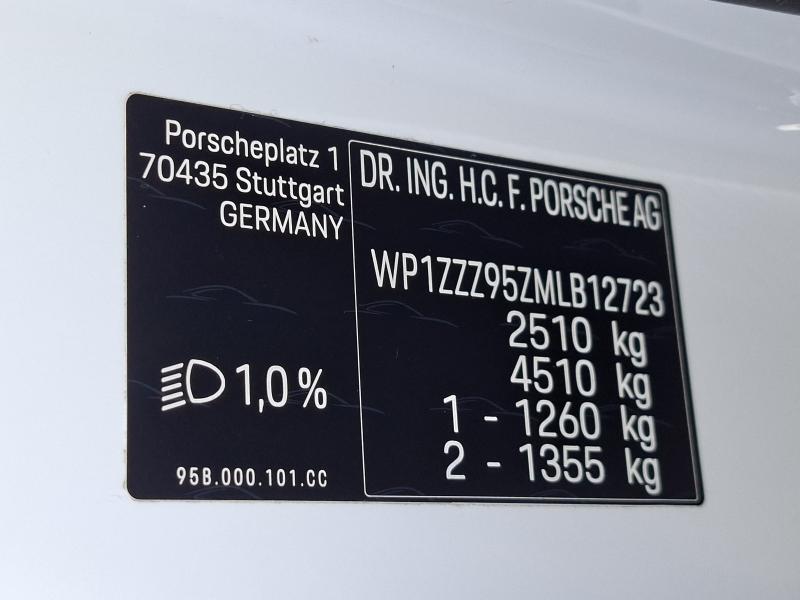 Porscheplatz 1
70435 Stuttgart
GERMANY
1,0 %
95B.000.101.CC
DR. ING. H.C. F. PORSCHE AG
WP1ZZZ95ZMLB12723
2510 kg
4510 kg
1 - 1260 kg
2 - 1355 kg